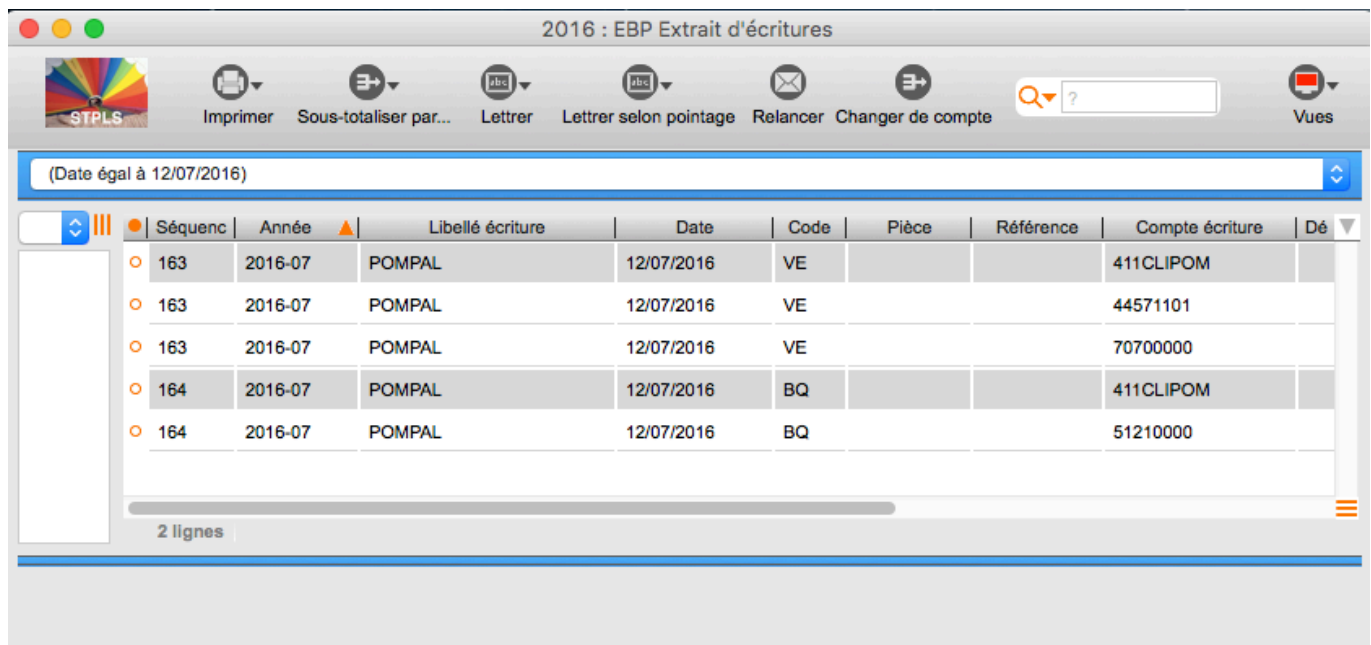 2016 : EBP Extrait d'écritures
STPLS
Imprimer Sous-totaliser par... Lettrer Lettrer selon pointage Relancer Changer de compte ? Vues
(Date égal à 12/07/2016)
Séquenc Année Libellé écriture Date Code Pièce Référence Compte écriture Dé
163 2016-07 POMPAL 12/07/2016 VE 411CLIPOM
163 2016-07 POMPAL 12/07/2016 VE 44571101
163 2016-07 POMPAL 12/07/2016 VE 70700000
164 2016-07 POMPAL 12/07/2016 BQ 411CLIPOM
164 2016-07 POMPAL 12/07/2016 BQ 51210000
2 lignes